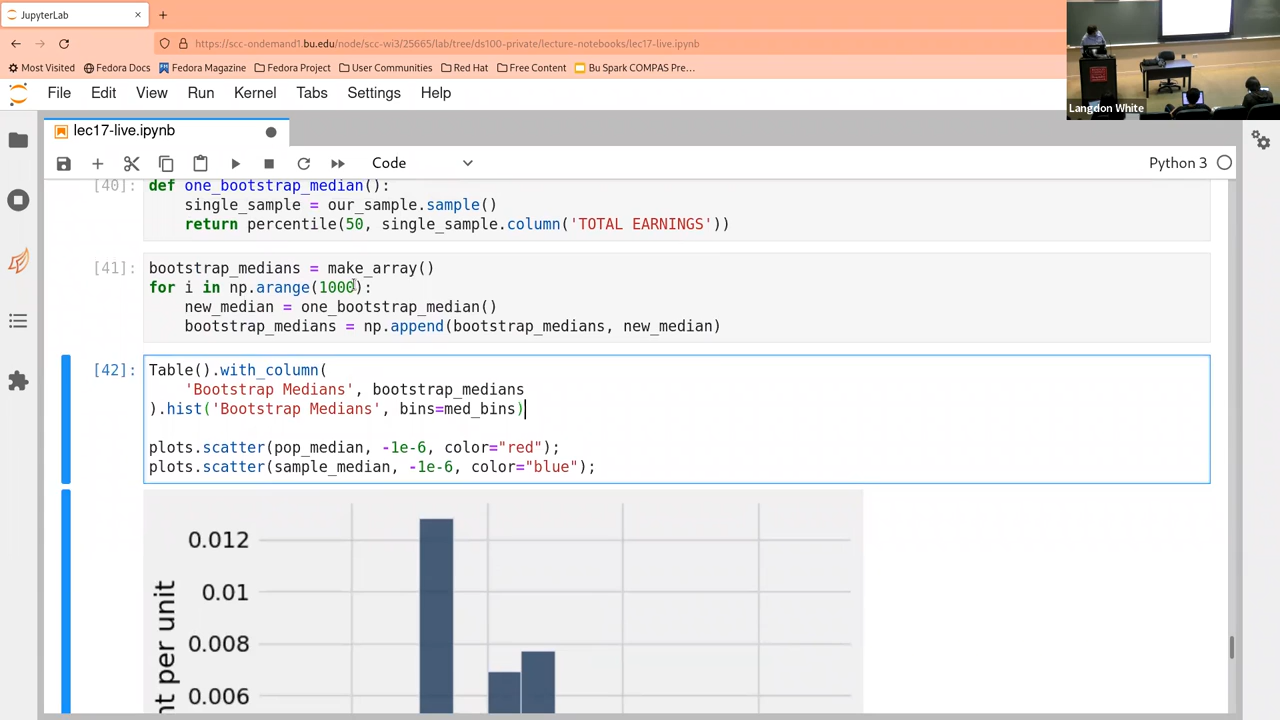 JupyterLab
https://scc-ondemand1.bu.edu/node/scc-wi3/25665/lab/tree/ds100-private/lecture-notebooks/lec17-live.ipynb
Most Visited Fedora Docs Fedora Magazine Fedora Project User Communities Red Hat Free Content Bu Spark COMPAS Pre…
Langdon White
File Edit View Run Kernel Tabs Settings Help
lec17-live.ipynb
Code
Python 3
[40]:
def one_bootstrap_median():
    single_sample = our_sample.sample()
    return percentile(50, single_sample.column('TOTAL EARNINGS'))
[41]:
bootstrap_medians = make_array()
for i in np.arange(1000):
    new_median = one_bootstrap_median()
    bootstrap_medians = np.append(bootstrap_medians, new_median)
[42]:
Table().with_column(
    'Bootstrap Medians', bootstrap_medians
).hist('Bootstrap Medians', bins=med_bins)
plots.scatter(pop_median, -1e-6, color="red");
plots.scatter(sample_median, -1e-6, color="blue");
0.012
0.01
0.008
0.006
nt per unit